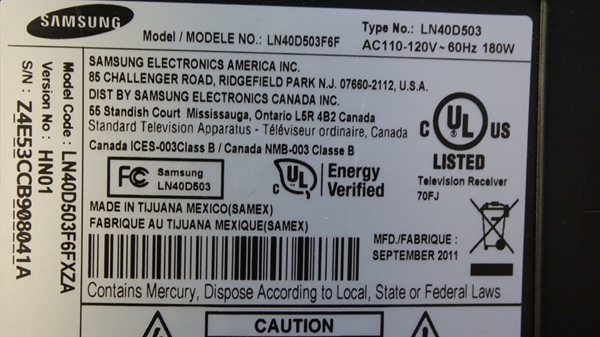 SAMSUNG
Model / MODELE NO.: LN40D503F6F
Type No.: LN40D503
AC110-120V~ 60Hz 180W
SAMSUNG ELECTRONICS AMERICA INC.
85 CHALLENGER ROAD, RIDGEFIELD PARK N.J. 07660-2112, U.S.A.
DIST BY SAMSUNG ELECTRONICS CANADA INC.
55 Standish Court Mississauga, Ontario L5R 4B2 Canada
Standard Television Apparatus - Téléviseur ordinaire, Canada
Canada ICES-003Class B / Canada NMB-003 Classe B
FC Samsung
LN40D503
UL Energy
Verified
C UL US
LISTED
Television Receiver
70FJ
MADE IN TIJUANA MEXICO(SAMEX)
FABRIQUE AU TIJUANA MEXIQUE(SAMEX)
MFD./FABRIQUE :
SEPTEMBER 2011
Contains Mercury, Dispose According to Local, State or Federal Laws
CAUTION
Model Code : LN40D503F6FXZA
Version No : HN01
S/N : Z4E53CCB908041A